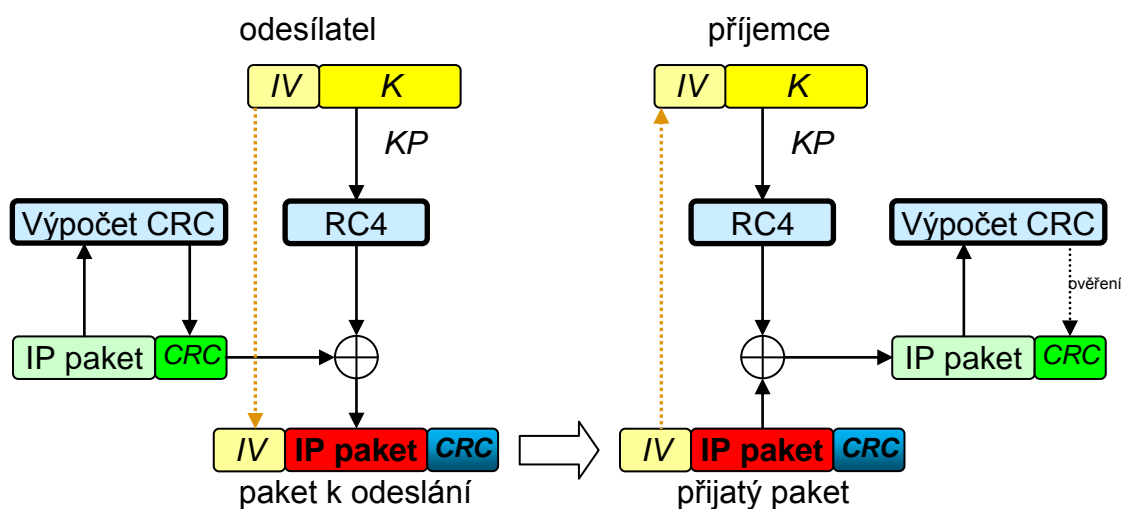 odesílatel
příjemce
IV K
IV K
KP
KP
Výpočet CRC
RC4
RC4
Výpočet CRC
ověření
IP paket CRC
IP paket CRC
IV IP paket CRC
IV IP paket CRC
paket k odeslání
přijatý paket